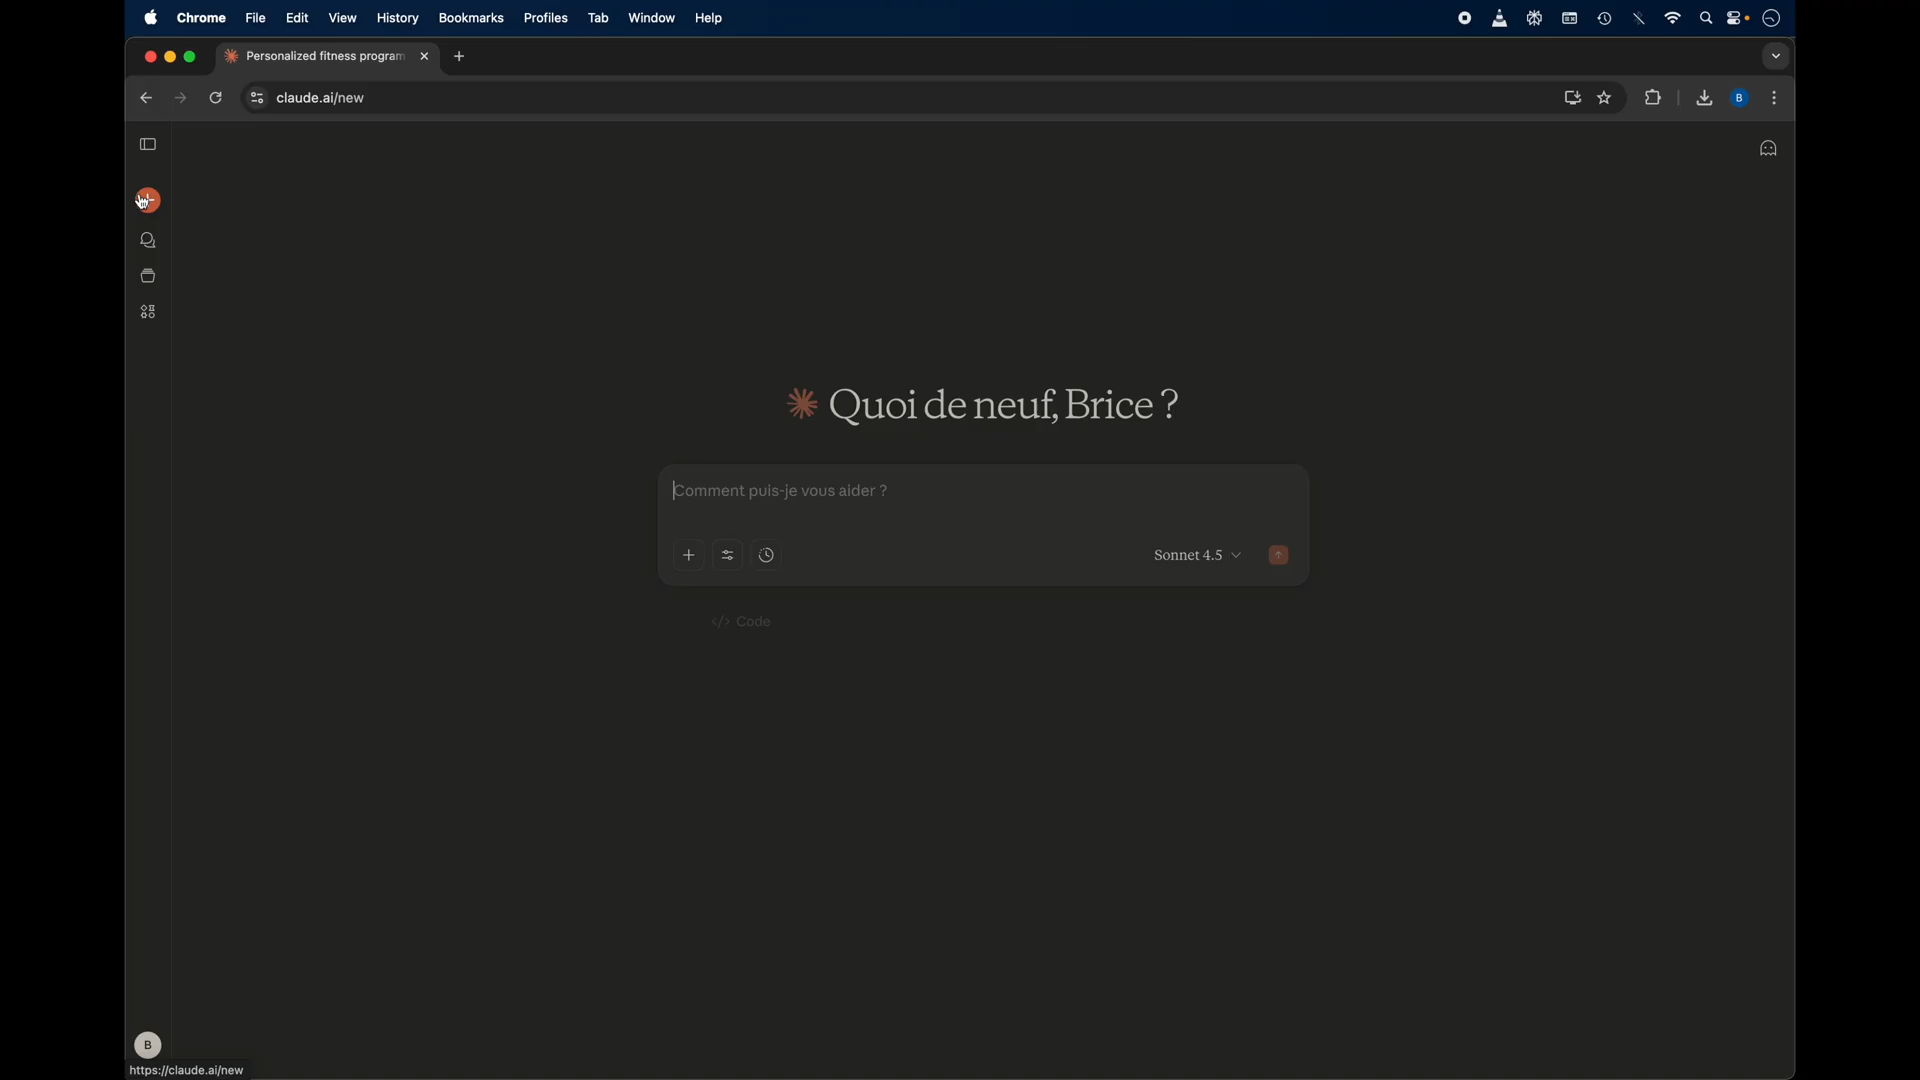 Chrome File Edit View History Bookmarks Profiles Tab Window Help
Personalized fitness program
claude.ai/new
B
Quoi de neuf, Brice ?
Comment puis-je vous aider ?
Sonnet 4.5
</> Code
B
https://claude.ai/new